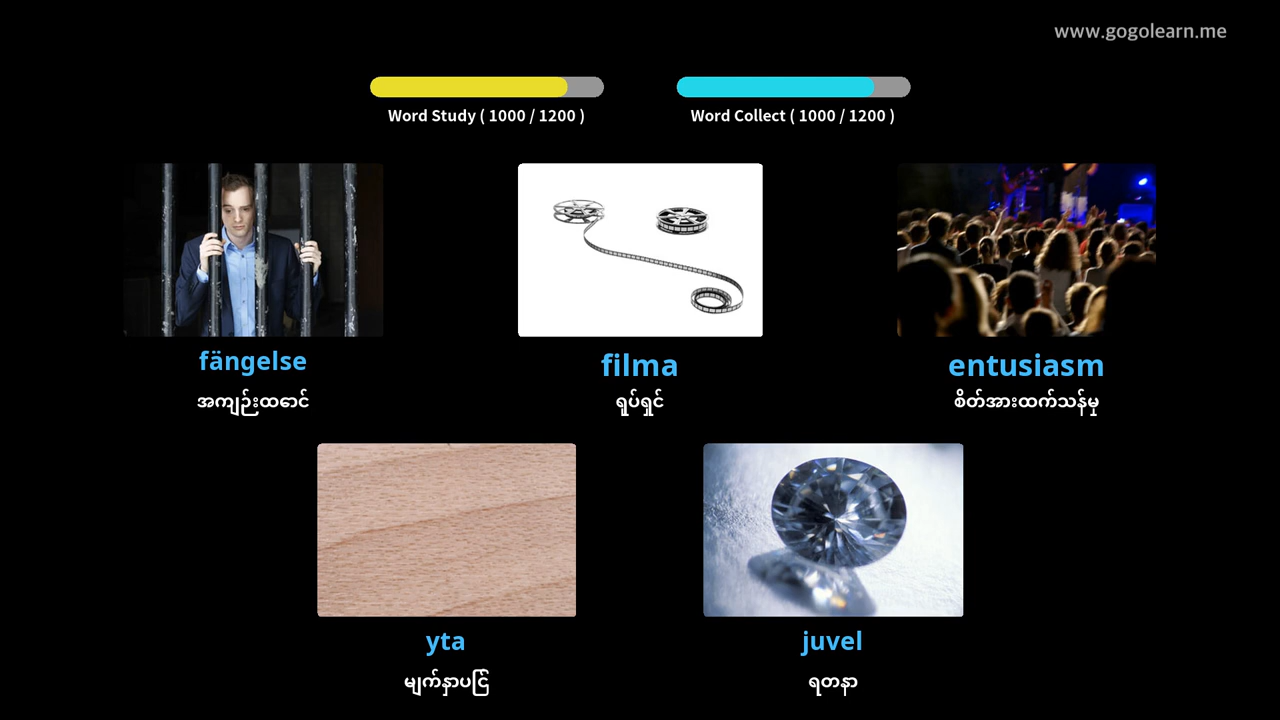 www.gogolearn.me
Word Study ( 1000 / 1200 )
Word Collect ( 1000 / 1200 )
fängelse
filma
entusiasm
အကျဉ်းထောင်
ရုပ်ရှင်
စိတ်အားထက်သန်မှု
yta
juvel
မျက်နှာပြင်
ရတနာ